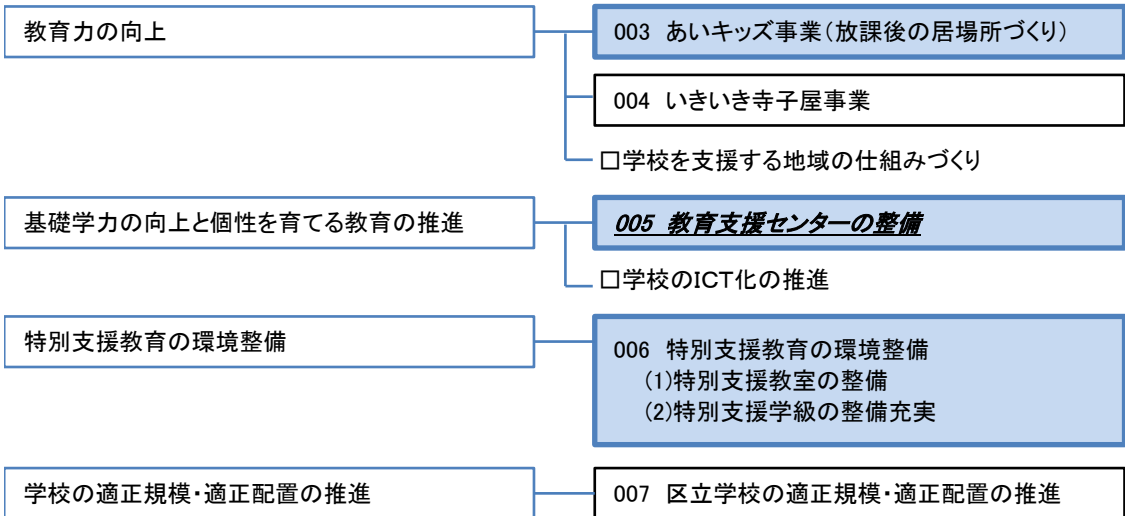 教育力の向上
003 あいキッズ事業(放課後の居場所づくり)
004 いきいき寺子屋事業
□学校を支援する地域の仕組みづくり
基礎学力の向上と個性を育てる教育の推進
005 教育支援センターの整備
□学校のICT化の推進
特別支援教育の環境整備
006 特別支援教育の環境整備
(1)特別支援教室の整備
(2)特別支援学級の整備充実
学校の適正規模・適正配置の推進
007 区立学校の適正規模・適正配置の推進